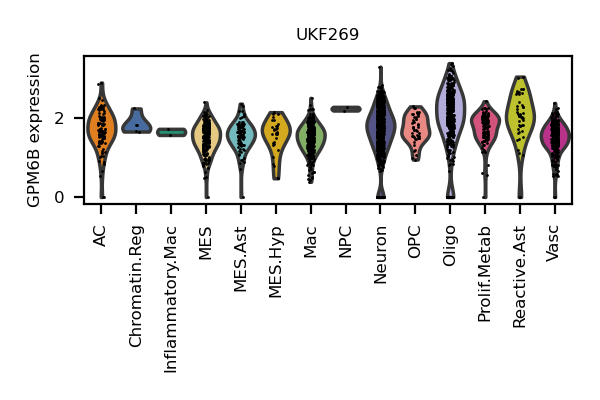 UKF269
GPM6B expression
2
0
AC
Chromatin.Reg
Inflammatory.Mac
MES
MES.Ast
MES.Hyp
Mac
NPC
Neuron
OPC
Oligo
Prolif.Metab
Reactive.Ast
Vasc